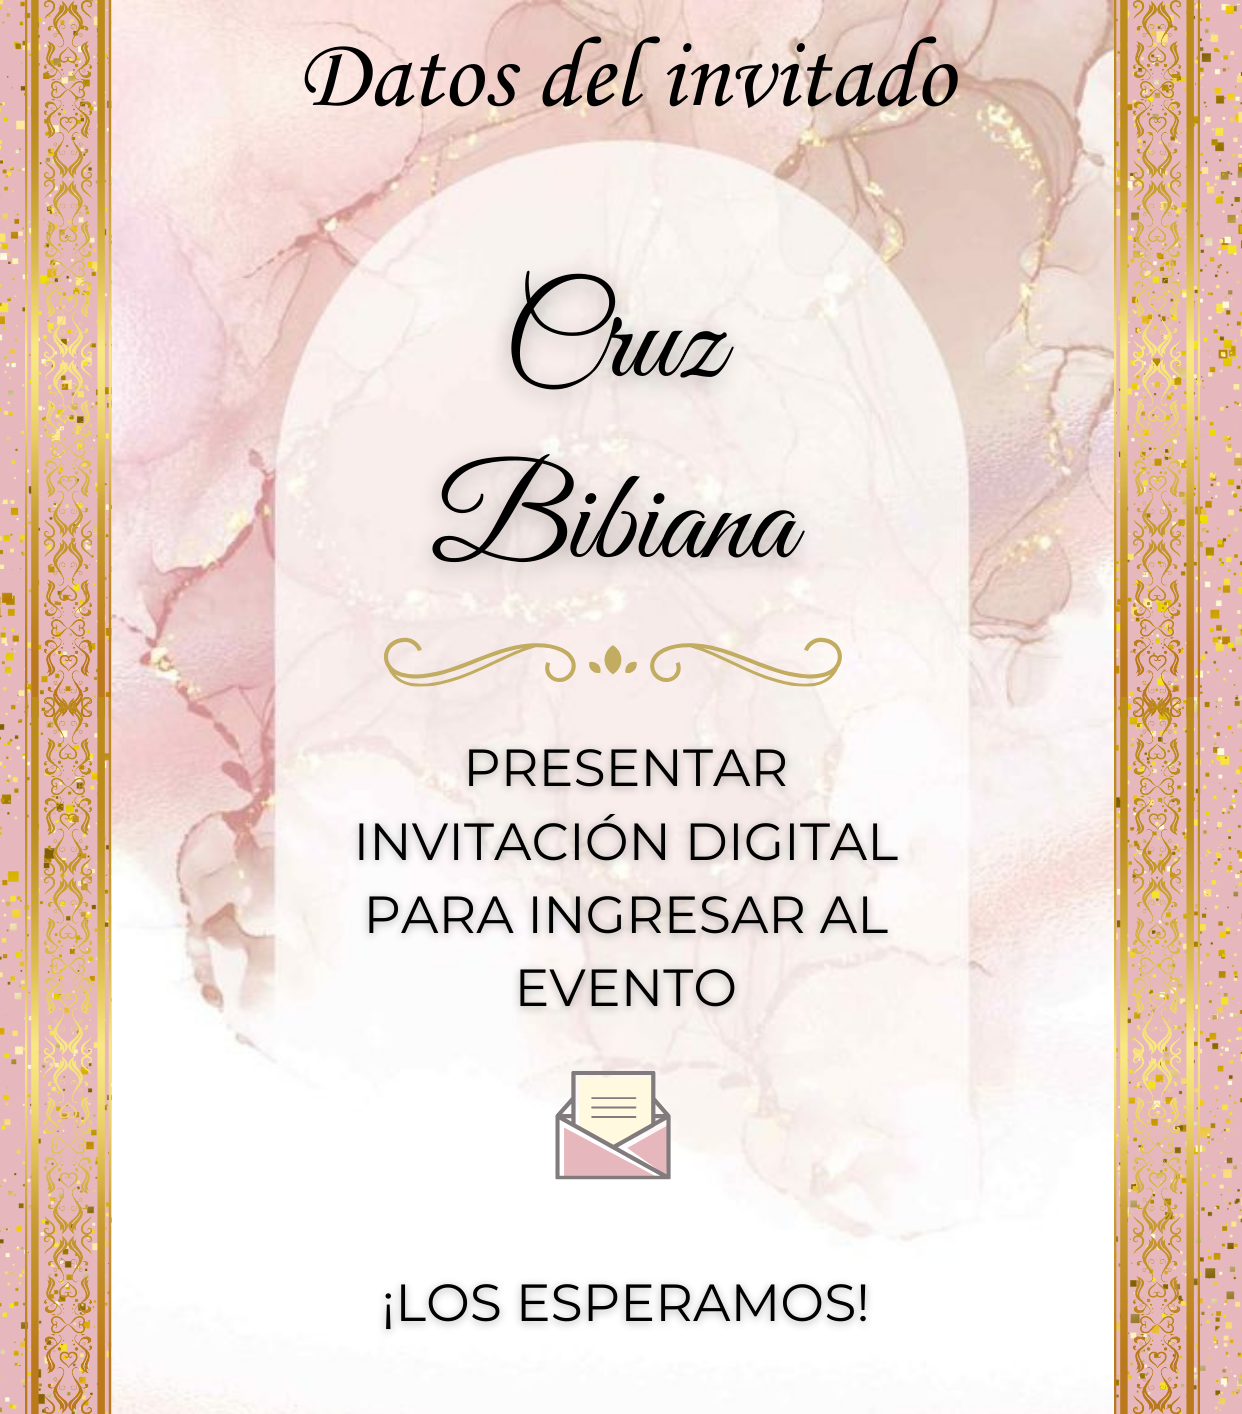 Datos del invitado
Cruz
Bibiana
PRESENTAR
INVITACIÓN DIGITAL
PARA INGRESAR AL
EVENTO
¡LOS ESPERAMOS!